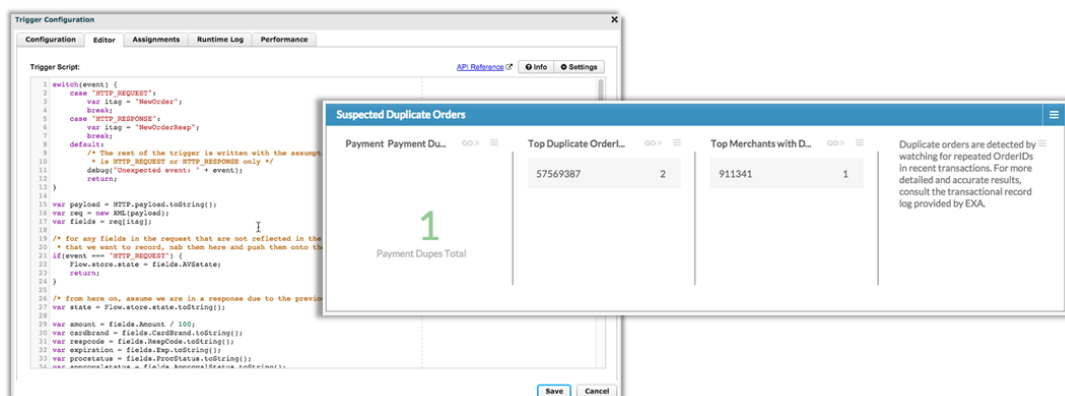 Trigger Configuration
Configuration Editor Assignments Runtime Log Performance
Trigger Script:
API Reference Info Settings
1 switch(event) {
2 case "HTTP_REQUEST":
3 var itag = "NewOrder";
4 break;
5 case "HTTP_RESPONSE":
6 var itag = "NewOrderResp";
7 break;
8 default:
9 /* The rest of the trigger is written with the
10 * is HTTP_REQUEST or HTTP_RESPONSE only */
11 debug("Unexpected event: " + event);
12 return;
13 }
14
15 var payload = HTTP.payload.toString();
16 var req = new XML(payload);
17 var fields = req[itag];
18
19 /* for any fields in the request that are not reflected in the
20 * that we want to record, nab them here and push them onto the
21 if(event === "HTTP_REQUEST") {
22 Flow.store.state = fields.AVSstate;
23 return;
24 }
25
26 /* from here on, assume we are in a response due to the
27 var state = Flow.store.state.toString();
28
29 var amount = fields.Amount / 100;
30 var cardbrand = fields.CardBrand.toString();
31 var respcode = fields.RespCode.toString();
32 var expiration = fields.Exp.toString();
33 var procstatus = fields.ProcStatus.toString();
34 var approvalstatus = fields.ApprovalStatus.toString();
Save Cancel
Suspected Duplicate Orders
Payment Payment Du... GO»
1
Payment Dupes Total
Top Duplicate OrderI... GO»
57569387 2
Top Merchants with D... GO»
911341 1
Duplicate orders are detected by
watching for repeated OrderIDs
in recent transactions. For more
detailed and accurate results,
consult the transactional record
log provided by EXA.